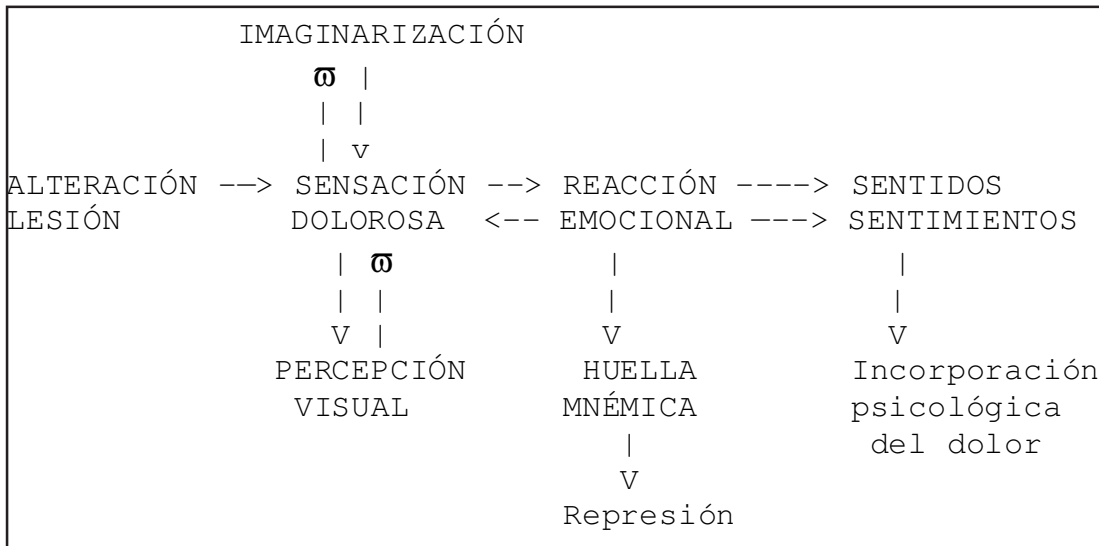 IMAGINARIZACIÓN
ϖ |
| |
| v
ALTERACIÓN ——> SENSACIÓN --> REACCIÓN ----> SENTIDOS
LESIÓN DOLOROSA <-- EMOCIONAL ———> SENTIMIENTOS
| ϖ | |
| | | |
V | V V
PERCEPCIÓN HUELLA Incorporación
VISUAL MNÉMICA psicológica
| del dolor
V
Represión